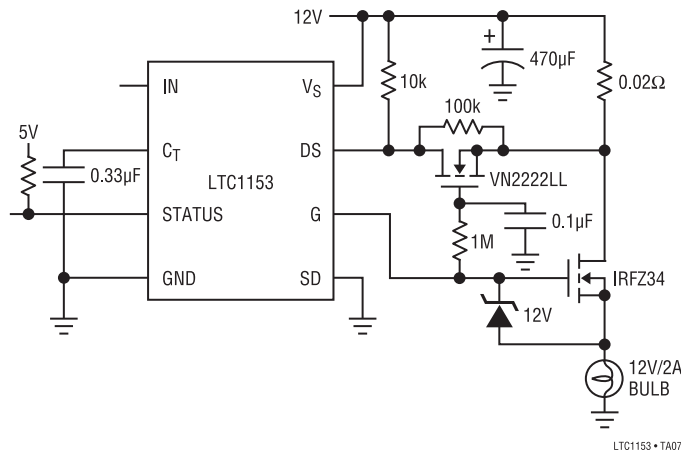 12V
10k
470µF
0.02Ω
+
IN
VS
100k
5V
CT
DS
0.33µF
LTC1153
VN2222LL
STATUS
G
0.1µF
1M
GND
SD
IRFZ34
12V
12V/2A
BULB
LTC1153 • TA07